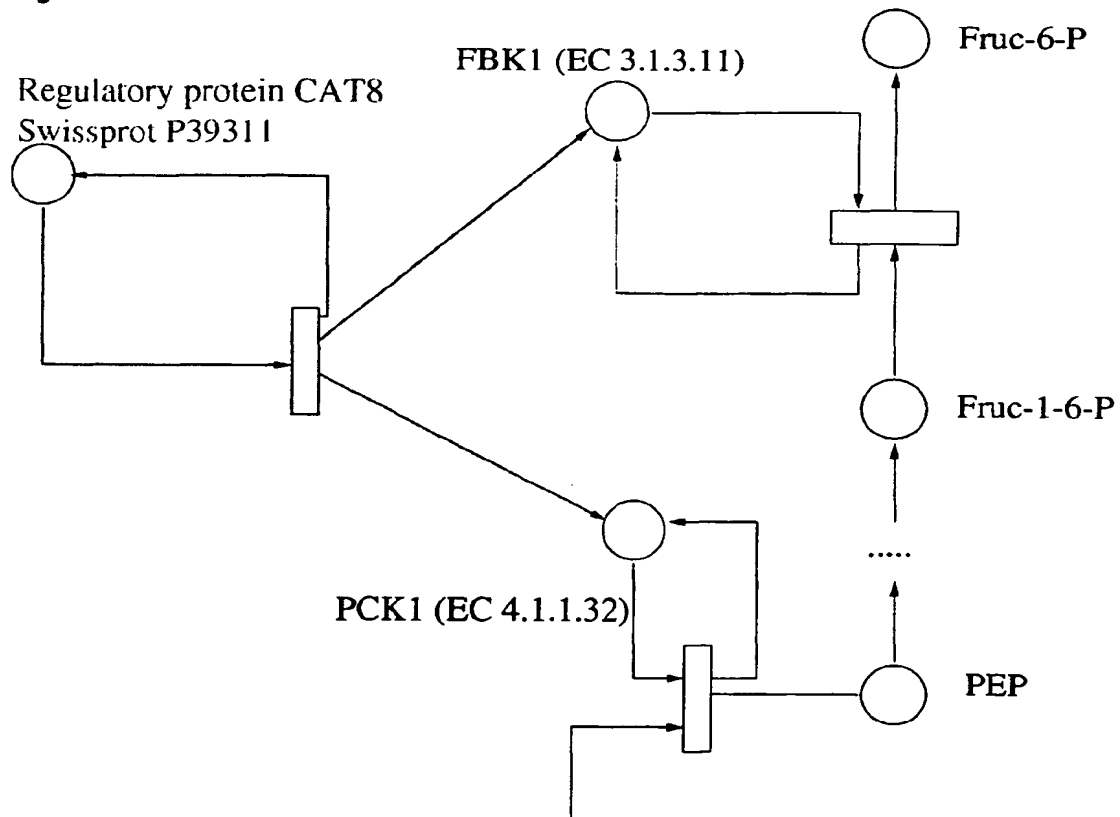 Fruc-6-P
FBK1 (EC 3.1.3.11)
Regulatory protein CAT8
Swissprot P39311
Fruc-1-6-P
.....
PCK1 (EC 4.1.1.32)
PEP